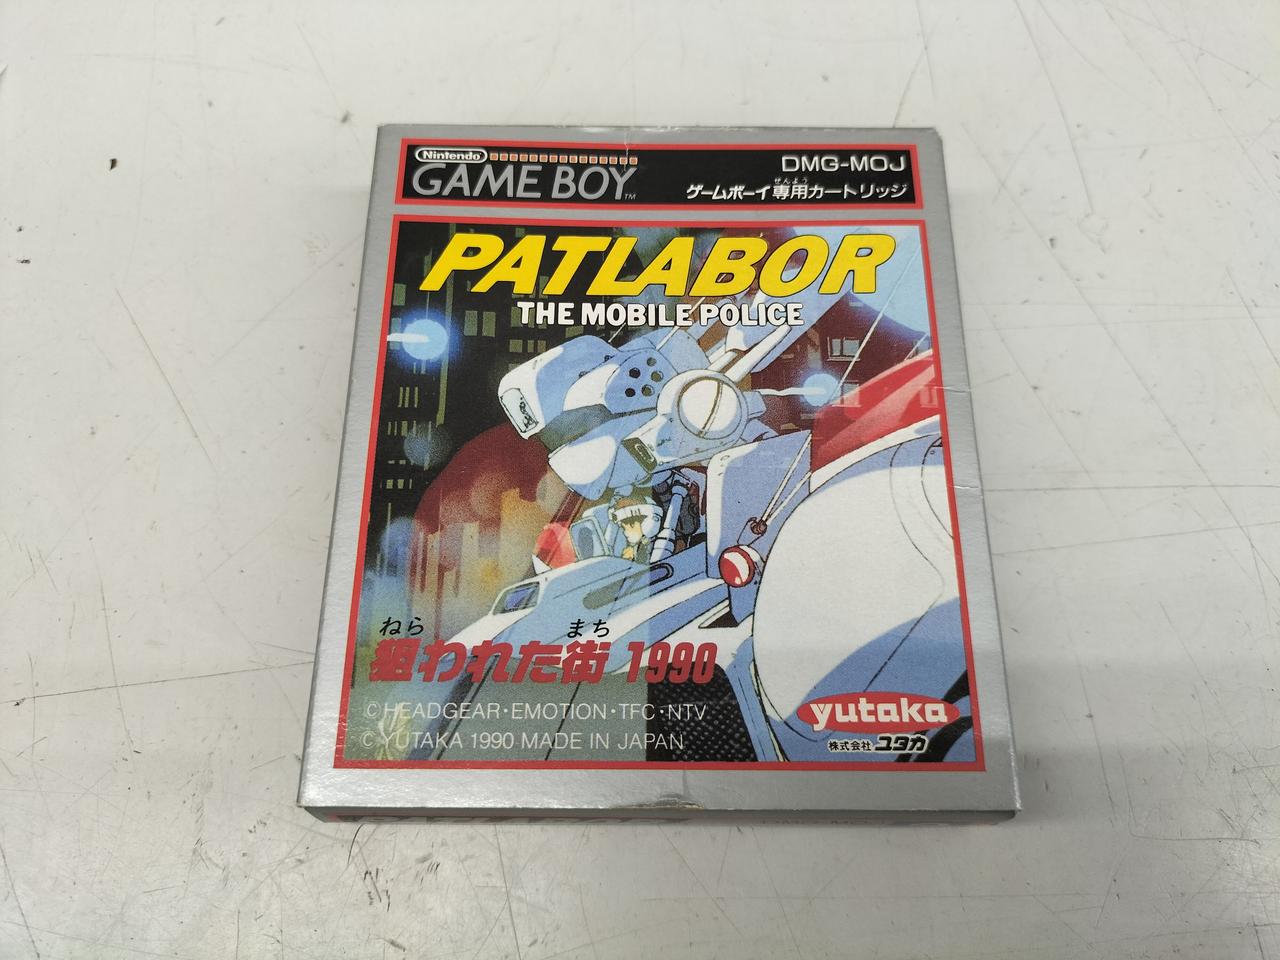 Nintendo
GAME BOY™
DMG-MOJ
ぜんよう
ゲームボーイ専用カートリッジ
PATLABOR
THE MOBILE POLICE
ねら まち
狙われた街 1990
©HEADGEAR・EMOTION・TFC・NTV
©YUTAKA 1990 MADE IN JAPAN
yutaka
株式会社ユタカ